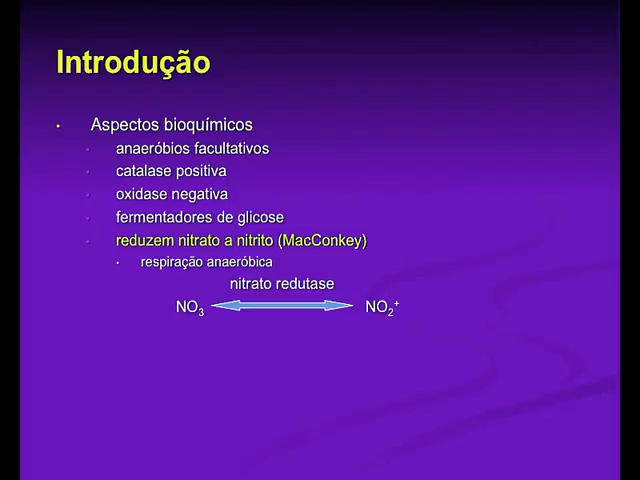 Introdução
• Aspectos bioquímicos
• anaeróbios facultativos
• catalase positiva
• oxidase negativa
• fermentadores de glicose
• reduzem nitrato a nitrito (MacConkey)
• respiração anaeróbica
nitrato redutase
NO₃ NO₂⁺